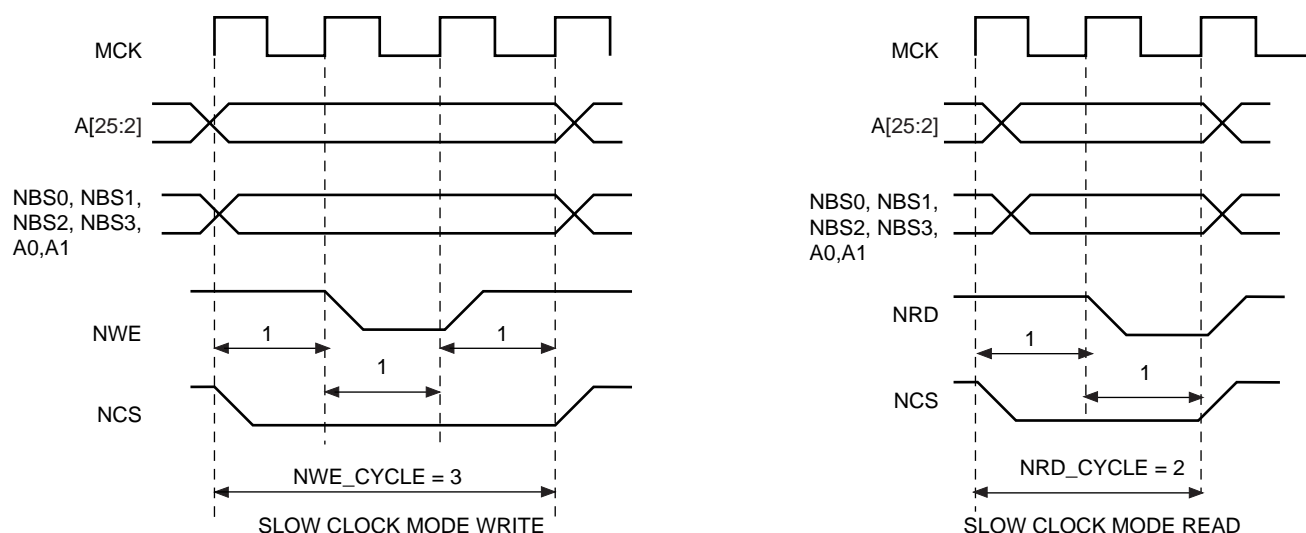 MCK
A[25:2]
NBS0, NBS1,
NBS2, NBS3,
A0,A1
NWE
1
1
1
NCS
NWE_CYCLE = 3
SLOW CLOCK MODE WRITE
MCK
A[25:2]
NBS0, NBS1,
NBS2, NBS3,
A0,A1
NRD
1
1
NCS
NRD_CYCLE = 2
SLOW CLOCK MODE READ